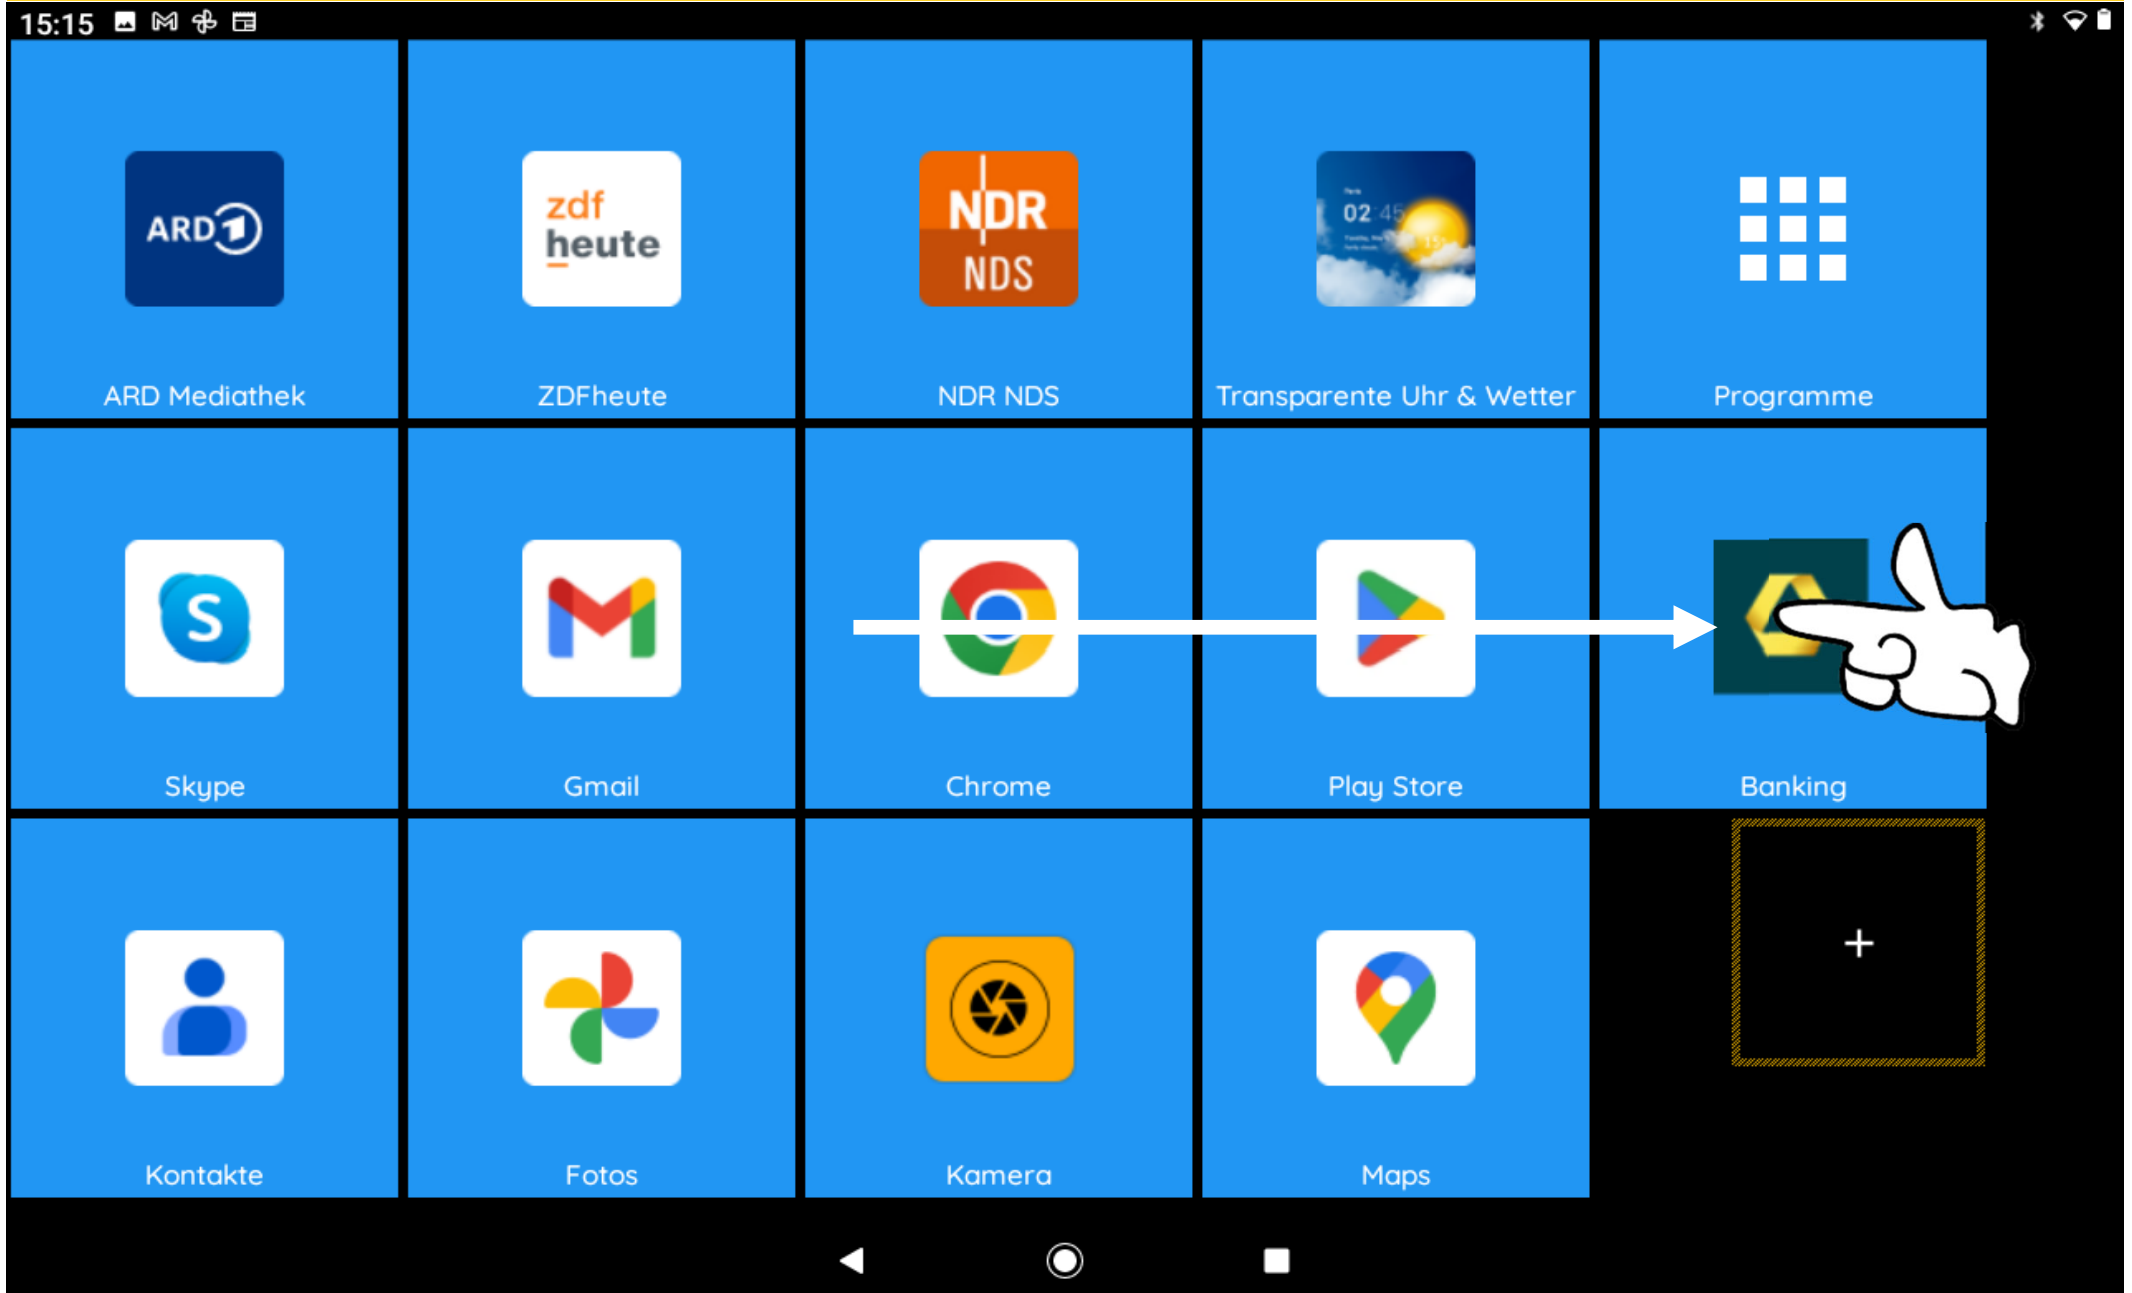 15:15
ARD 1
zdf
heute
NDR
NDS
02:45
ARD Mediathek
ZDFheute
NDR NDS
Transparente Uhr & Wetter
Programme
S
Skype
Gmail
Chrome
Play Store
Banking
+
Kontakte
Fotos
Kamera
Maps